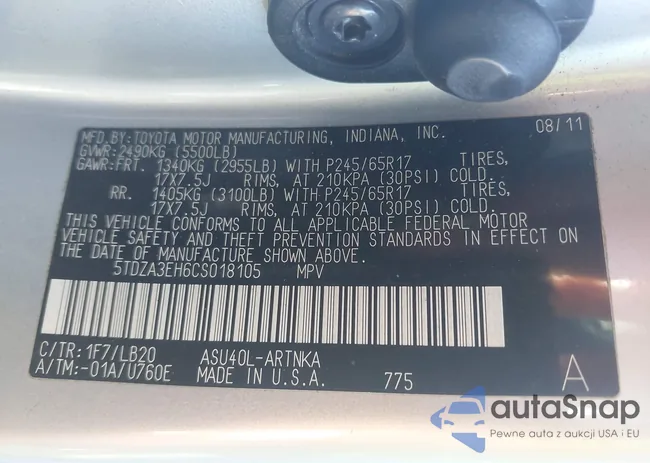 MFD.BY:TOYOTA MOTOR MANUFACTURING, INDIANA, INC. 08/11
GVWR:2490KG (5500LB)
GAWR:FRT. 1340KG (2955LB) WITH P245/65R17 TIRES,
17X7.5J RIMS, AT 210KPA (30PSI) COLD.
RR. 1405KG (3100LB) WITH P245/65R17 TIRES,
17X7.5J RIMS, AT 210KPA (30PSI) COLD.
THIS VEHICLE CONFORMS TO ALL APPLICABLE FEDERAL MOTOR
VEHICLE SAFETY AND THEFT PREVENTION STANDARDS IN EFFECT ON
THE DATE OF MANUFACTURE SHOWN ABOVE.
5TDZA3EH6CS018105 MPV
C/TR:1F7/LB20 ASU40L-ARTNKA
A/TM:-01A/U760E MADE IN U.S.A. 775 A
autaSnap
Pewne auta z aukcji USA i EU